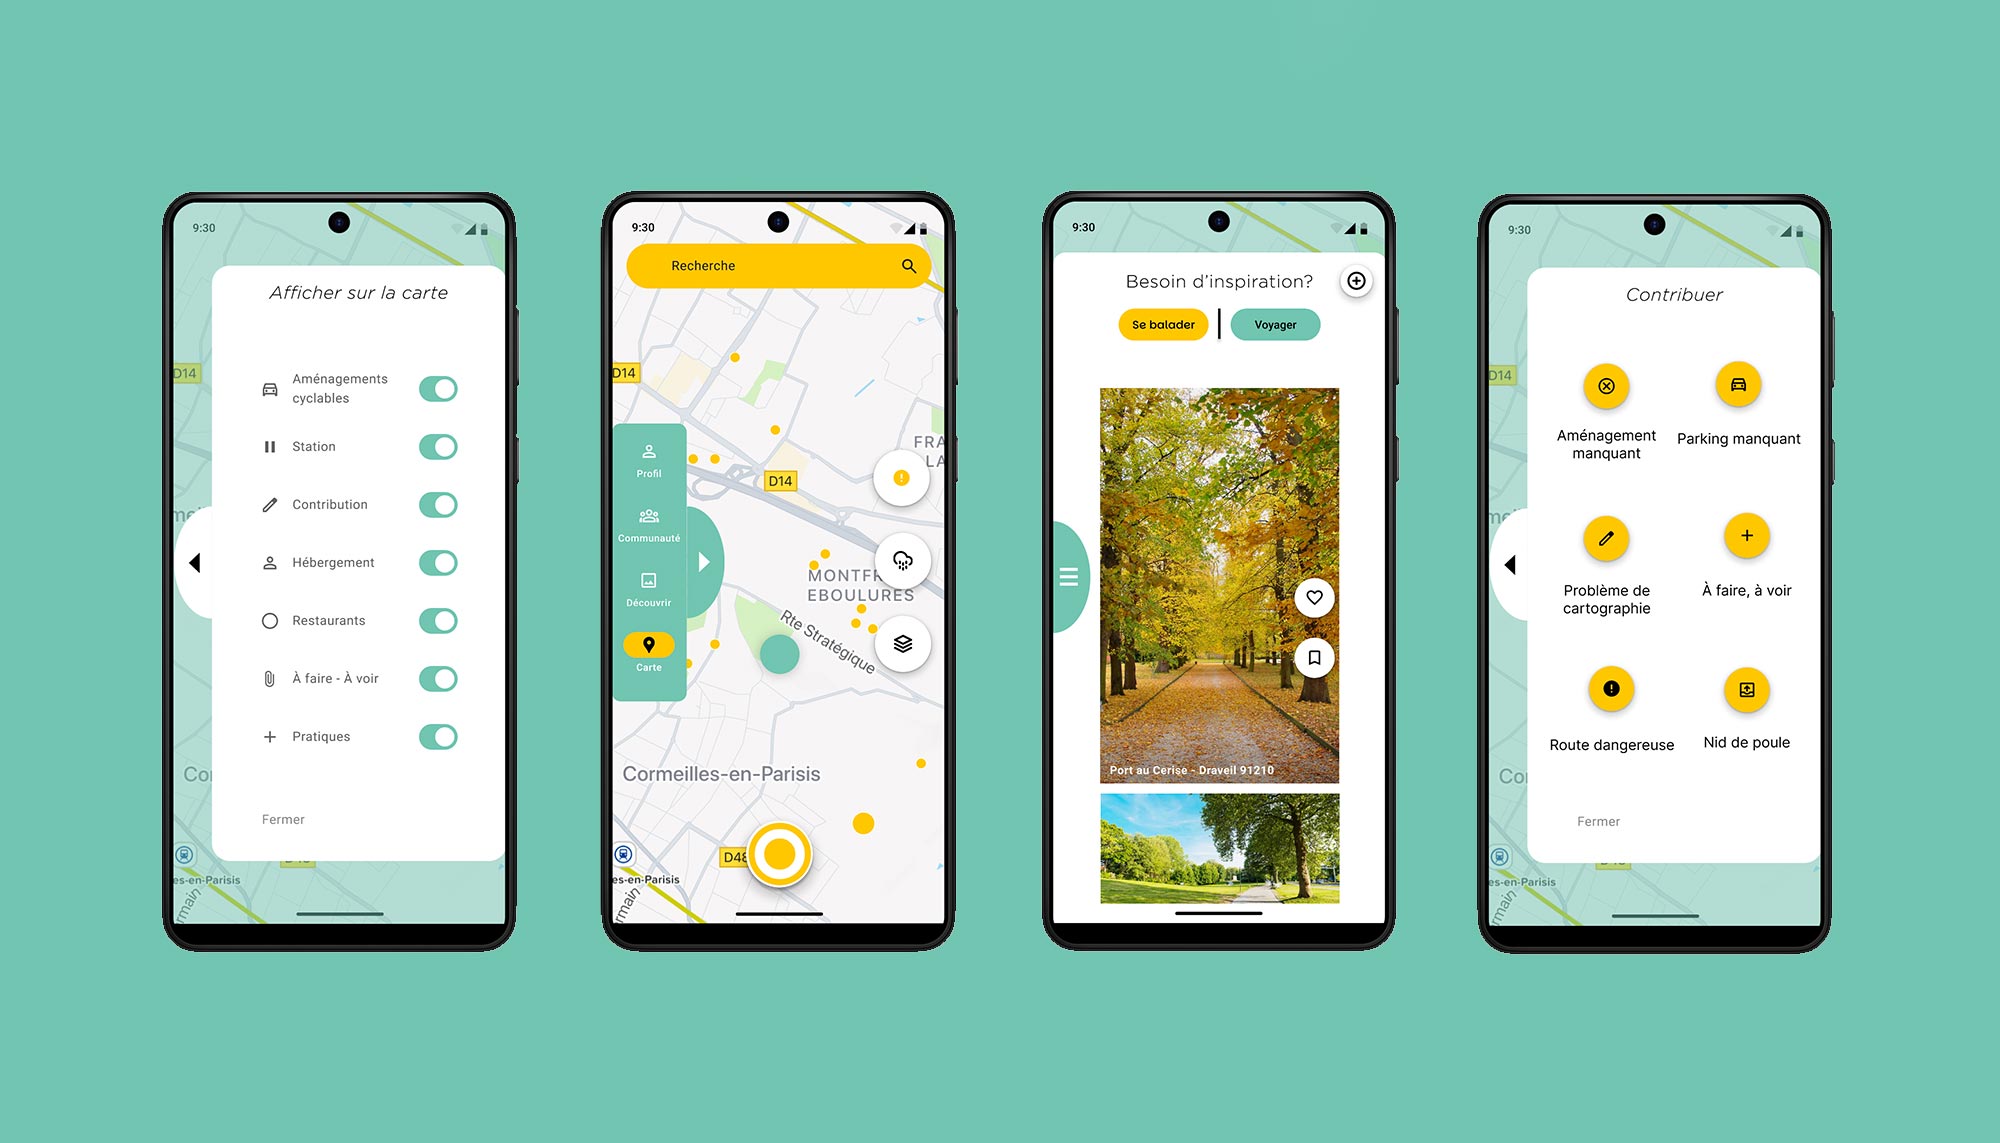 9:30
Afficher sur la carte
D14
Aménagements
cyclables
Station
Contribution
Hébergement
Restaurants
À faire - À voir
Pratiques
Fermer
es-en-Parisis
9:30
Recherche
D14
FRA
LA
D14
Profil
Communauté
Découvrir
Carte
MONTFR
EBOULURES
Rte Stratégique
Cormeilles-en-Parisis
D48
es-en-Parisis
rmain
9:30
Besoin d'inspiration?
Se balader
Voyager
Port au Cerise - Draveil 91210
9:30
Contribuer
D14
Aménagement
manquant
Parking manquant
Problème de
cartographie
À faire, à voir
Route dangereuse
Nid de poule
Fermer
es-en-Parisis